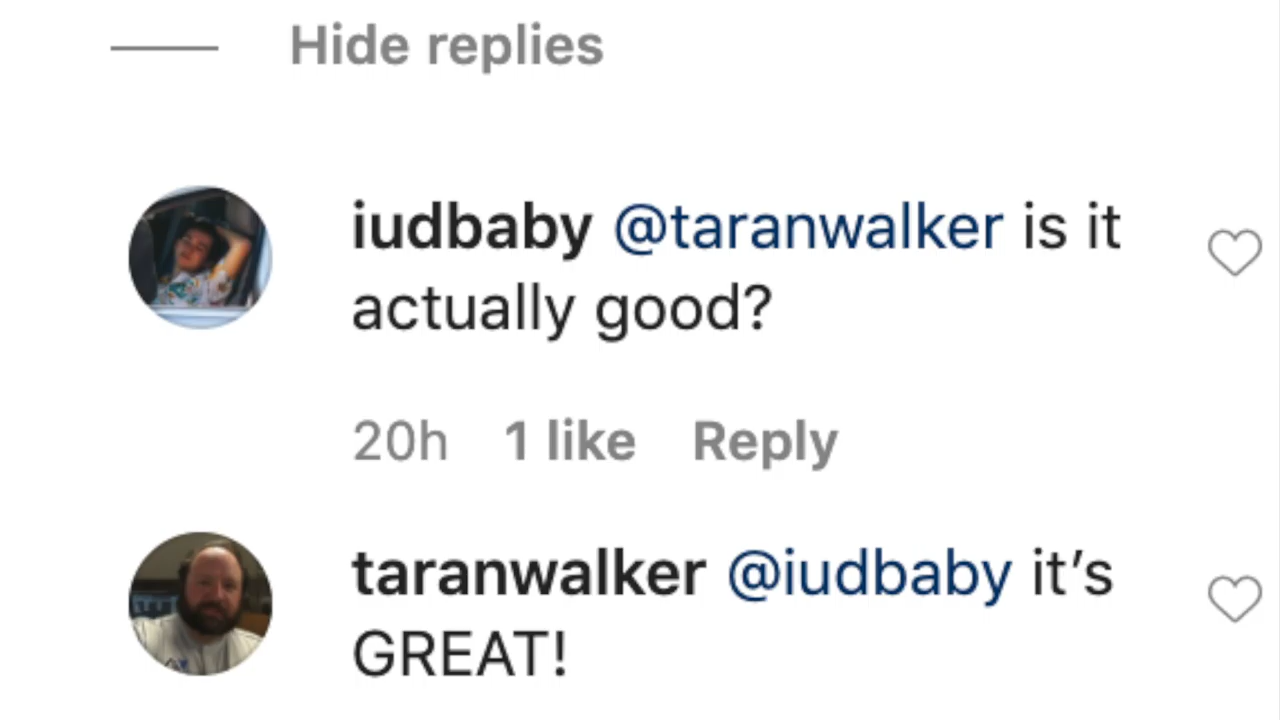 Hide replies
iudbaby @taranwalker is it
actually good?
20h 1 like Reply
taranwalker @iudbaby it’s
GREAT!